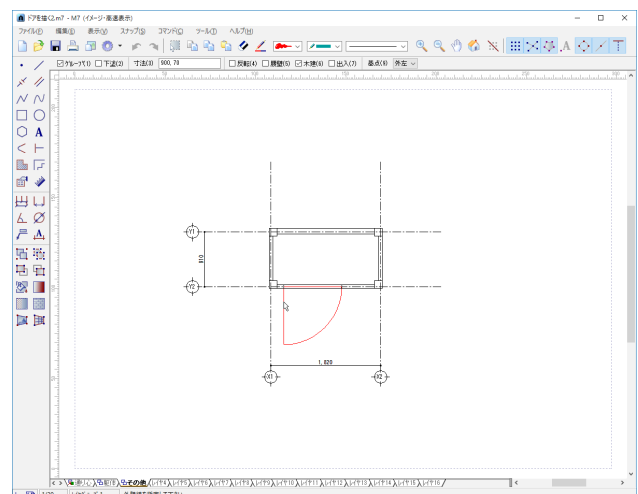 ドアを描く2.m7 - M7 (イメージ・高速表示)
ファイル(F) 編集(E) 表示(V) スナップ(S) コマンド(C) ツール(T) ヘルプ(H)
グループ(1) 下塗(2) 寸法(3) 900,78 反転(4) 腰壁(5) 木建(6) 出入(7) 基点(8) 外左
Y1
910
Y2
1,820
X1 X2
その他 レイヤ4 レイヤ5 レイヤ6 レイヤ7 レイヤ8 レイヤ9 レイヤ10 レイヤ11 レイヤ12 レイヤ13 レイヤ14 レイヤ15 レイヤ16